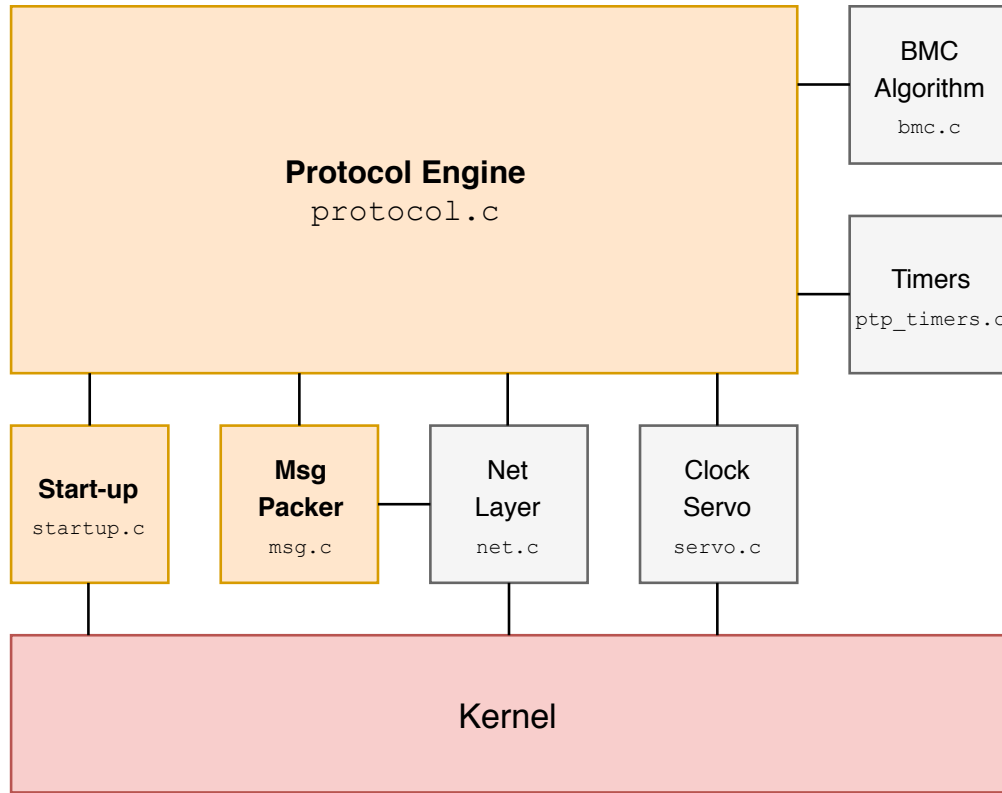 Protocol Engine
protocol.c
BMC
Algorithm
bmc.c
Timers
ptp_timers.c
Start-up
startup.c
Msg
Packer
msg.c
Net
Layer
net.c
Clock
Servo
servo.c
Kernel